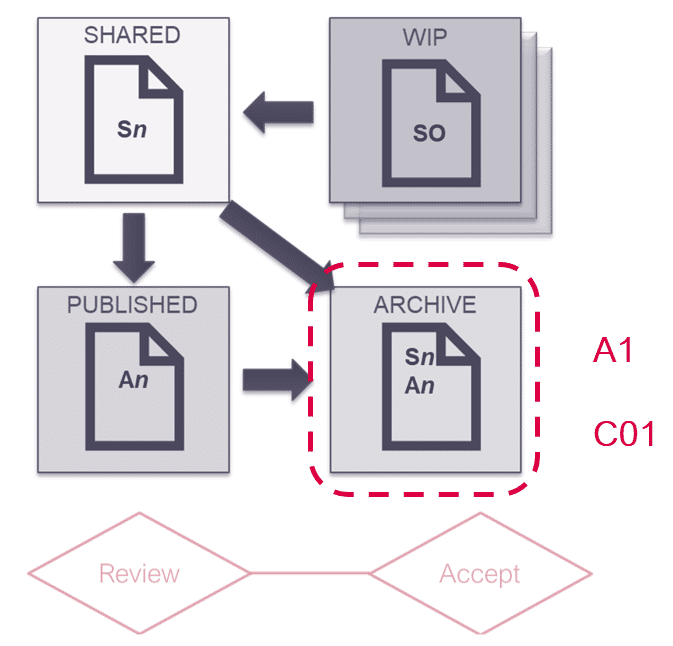 SHARED
WIP
Sn
SO
PUBLISHED
ARCHIVE
An
Sn
An
A1
C01
Review
Accept